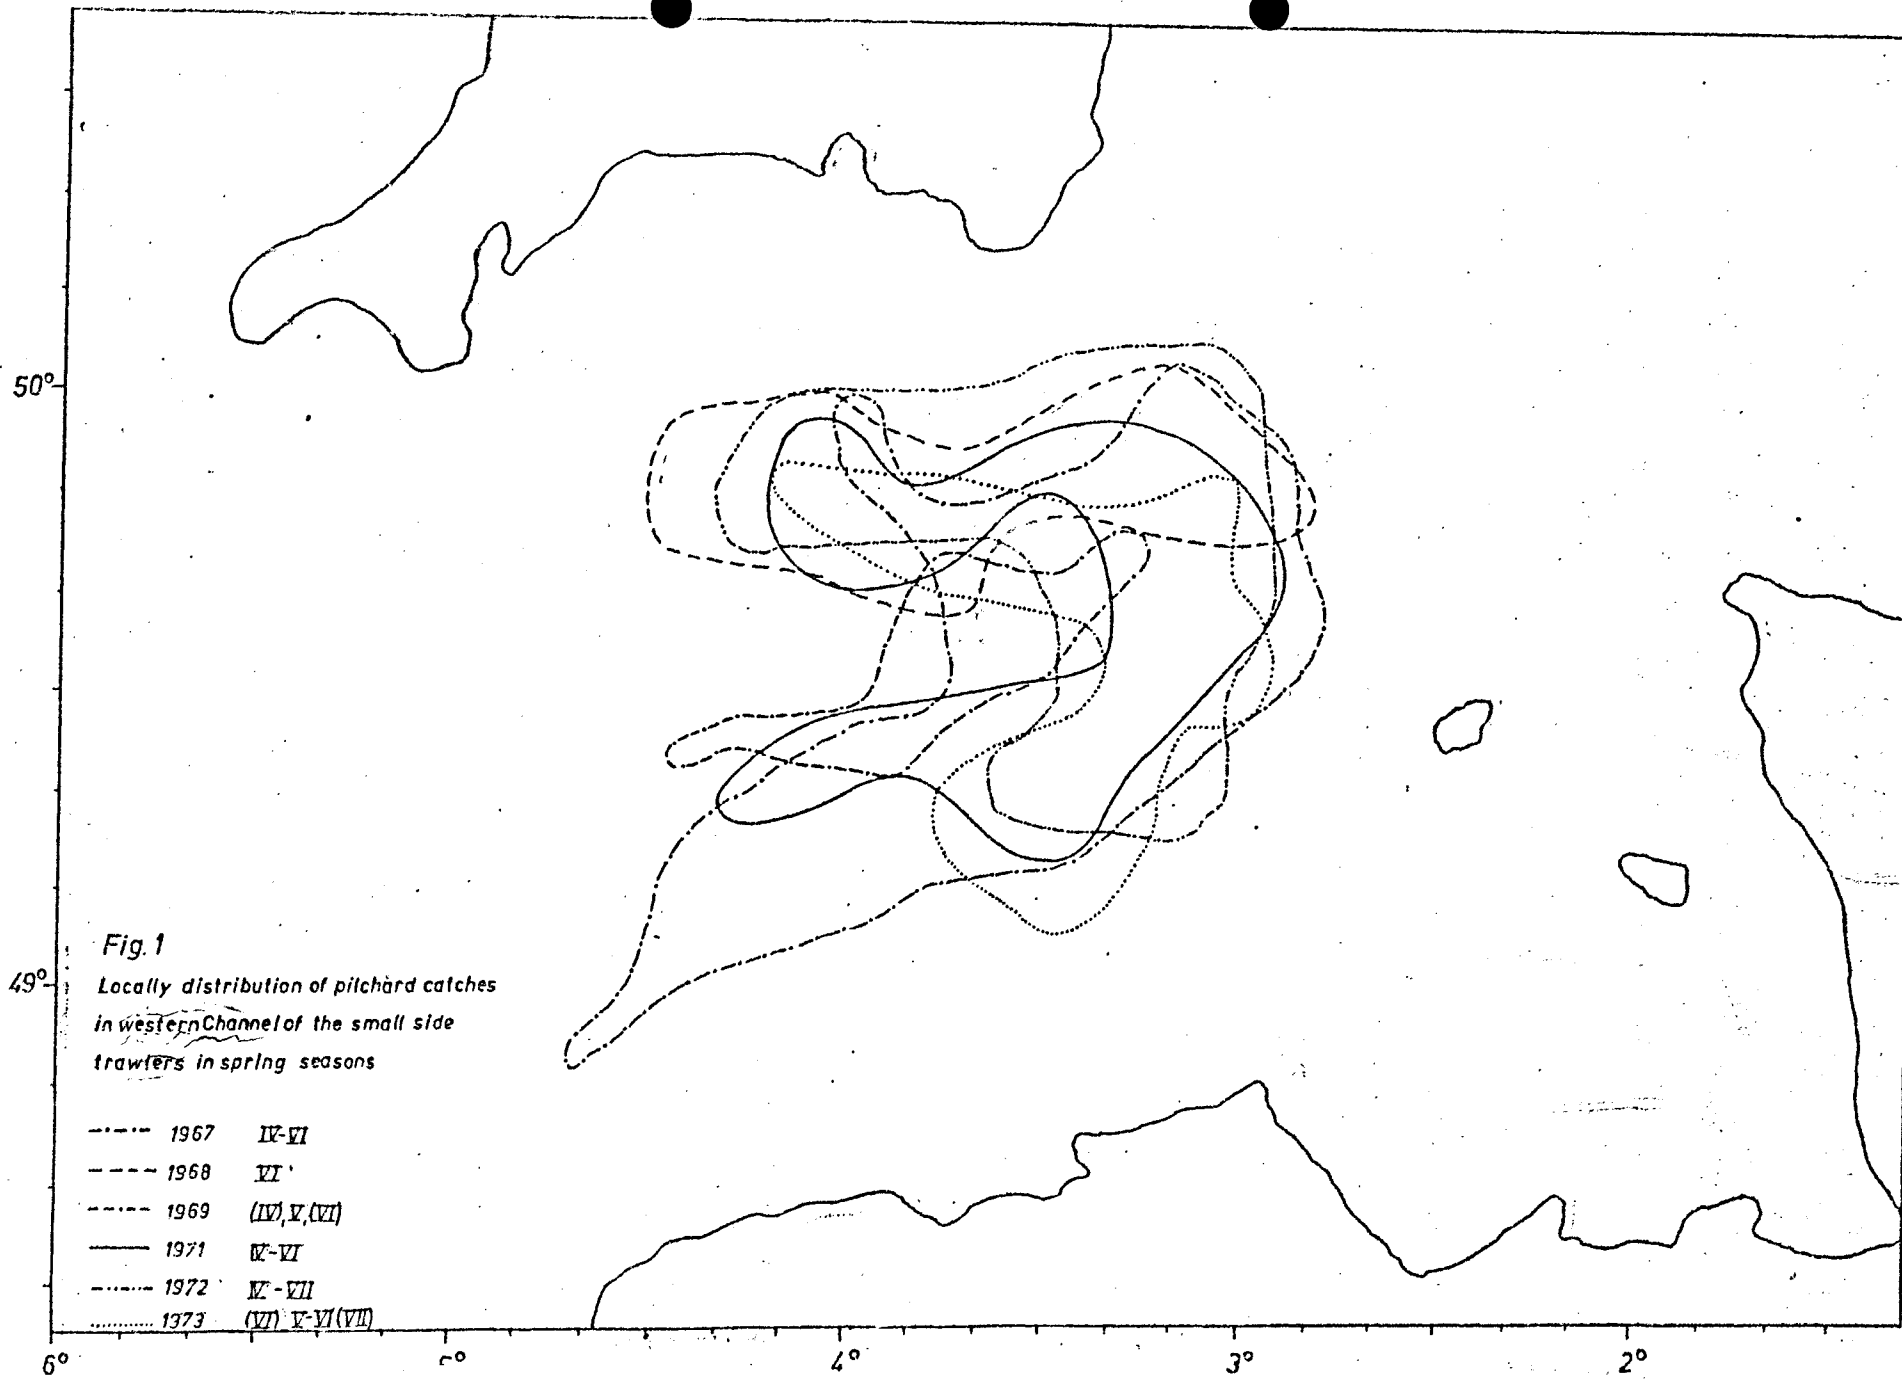 50°
49°
Fig. 1
Locally distribution of pilchard catches
in western Channel of the small side
trawlers in spring seasons
1967 IV-VI
1968 VI
1969 (IV), V, (VI)
1971 IV-VI
1972 IV-VII
1973 (VI) V-VI (VII)
6° 4° 3° 2°